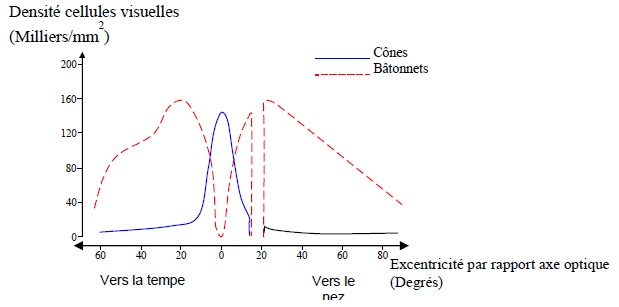 Densité cellules visuelles
(Milliers/mm2)
Cônes
Bâtonnets
200
160
120
80
40
0
60 40 20 0 20 40 60 80
Excentricité par rapport axe optique
(Degrés)
Vers la tempe
Vers le
nez